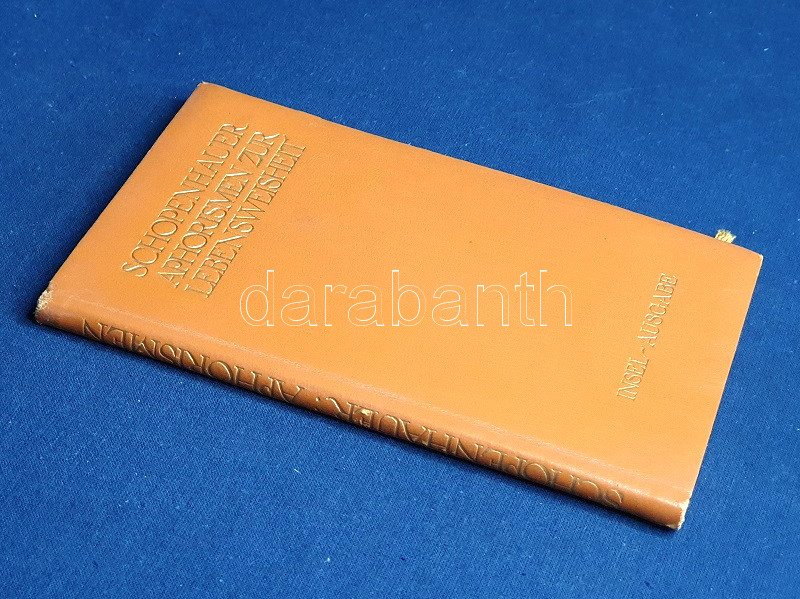 SCHOPENHAUER
APHORISMEN ZUR
LEBENSWEISHEIT
INSEL-AUSGABE
SCHOPENHAUER: APHORISMEN
darabanth